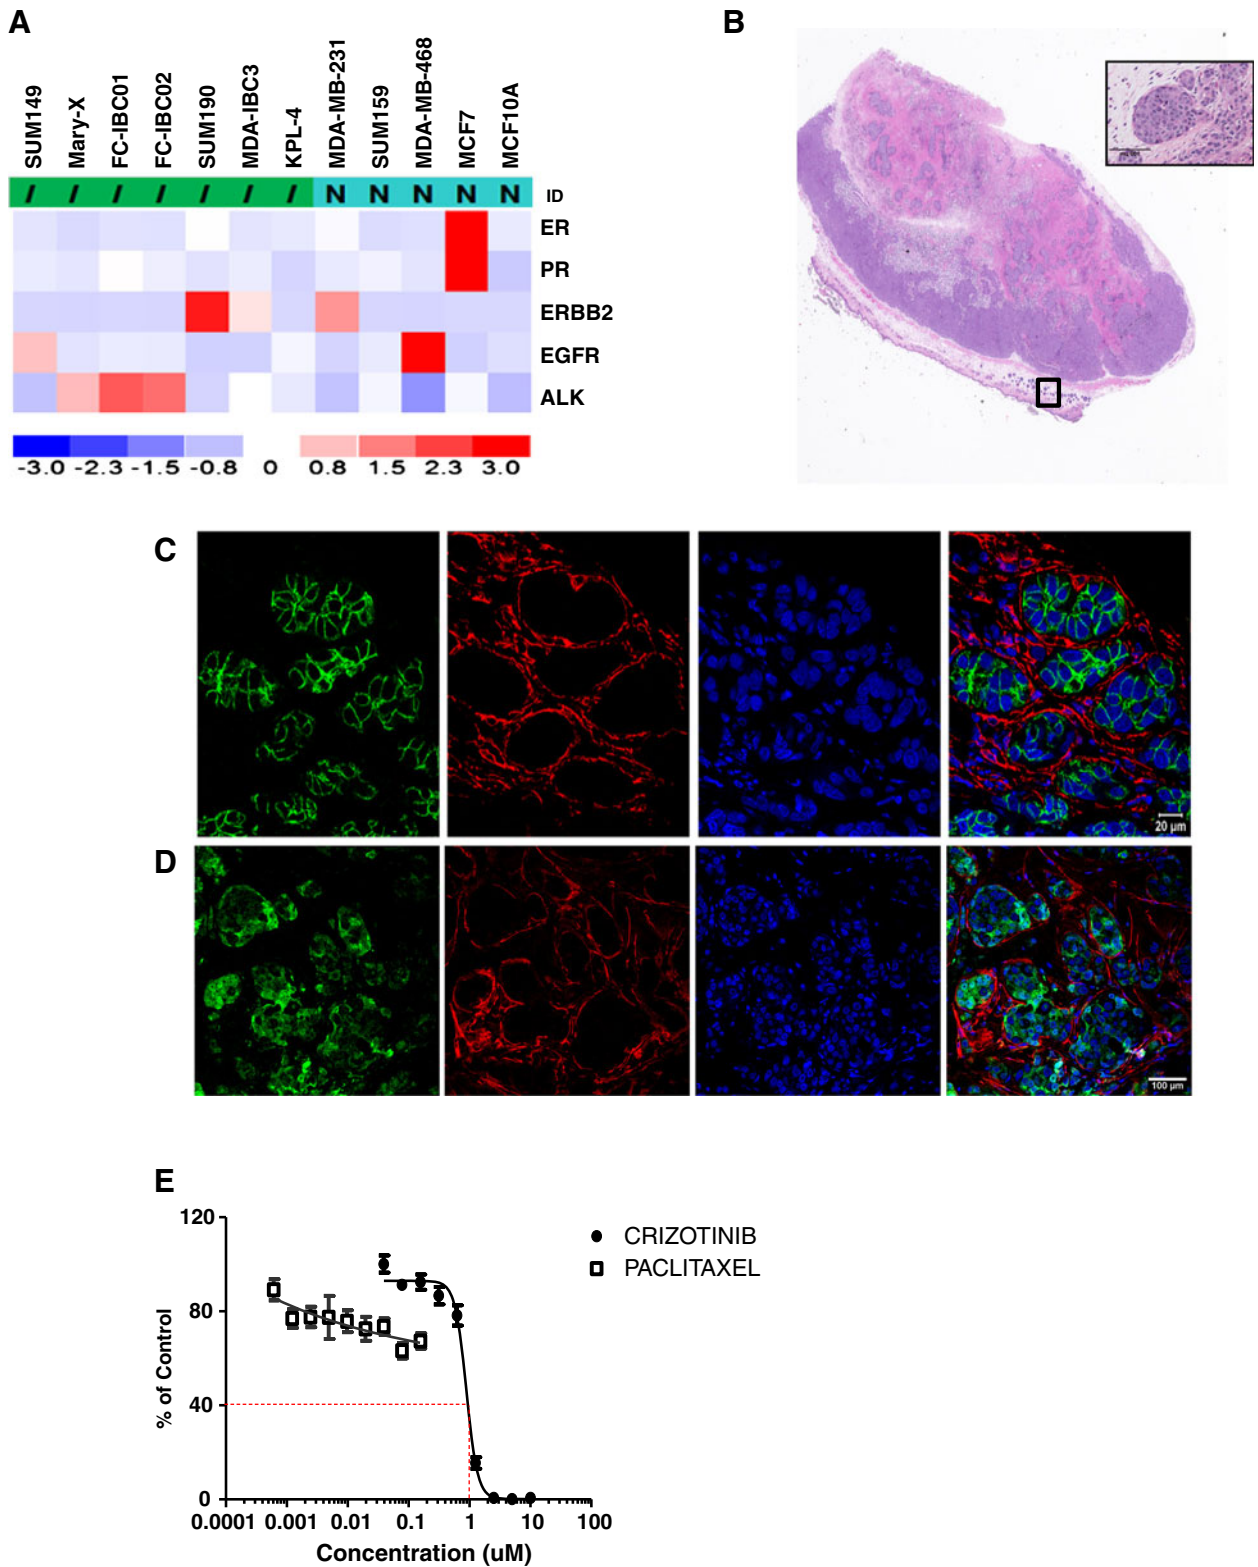 A
B
SUM149
Mary-X
FC-IBC01
FC-IBC02
SUM190
MDA-IBC3
KPL-4
MDA-MB-231
SUM159
MDA-MB-468
MCF7
MCF10A
I I I I I I I N N N N N ID
ER
PR
ERBB2
EGFR
ALK
-3.0 -2.3 -1.5 -0.8 0 0.8 1.5 2.3 3.0
C
20 µm
D
100 µm
E
CRIZOTINIB
PACLITAXEL
% of Control
120
80
40
0
0.0001 0.001 0.01 0.1 1 10 100
Concentration (uM)